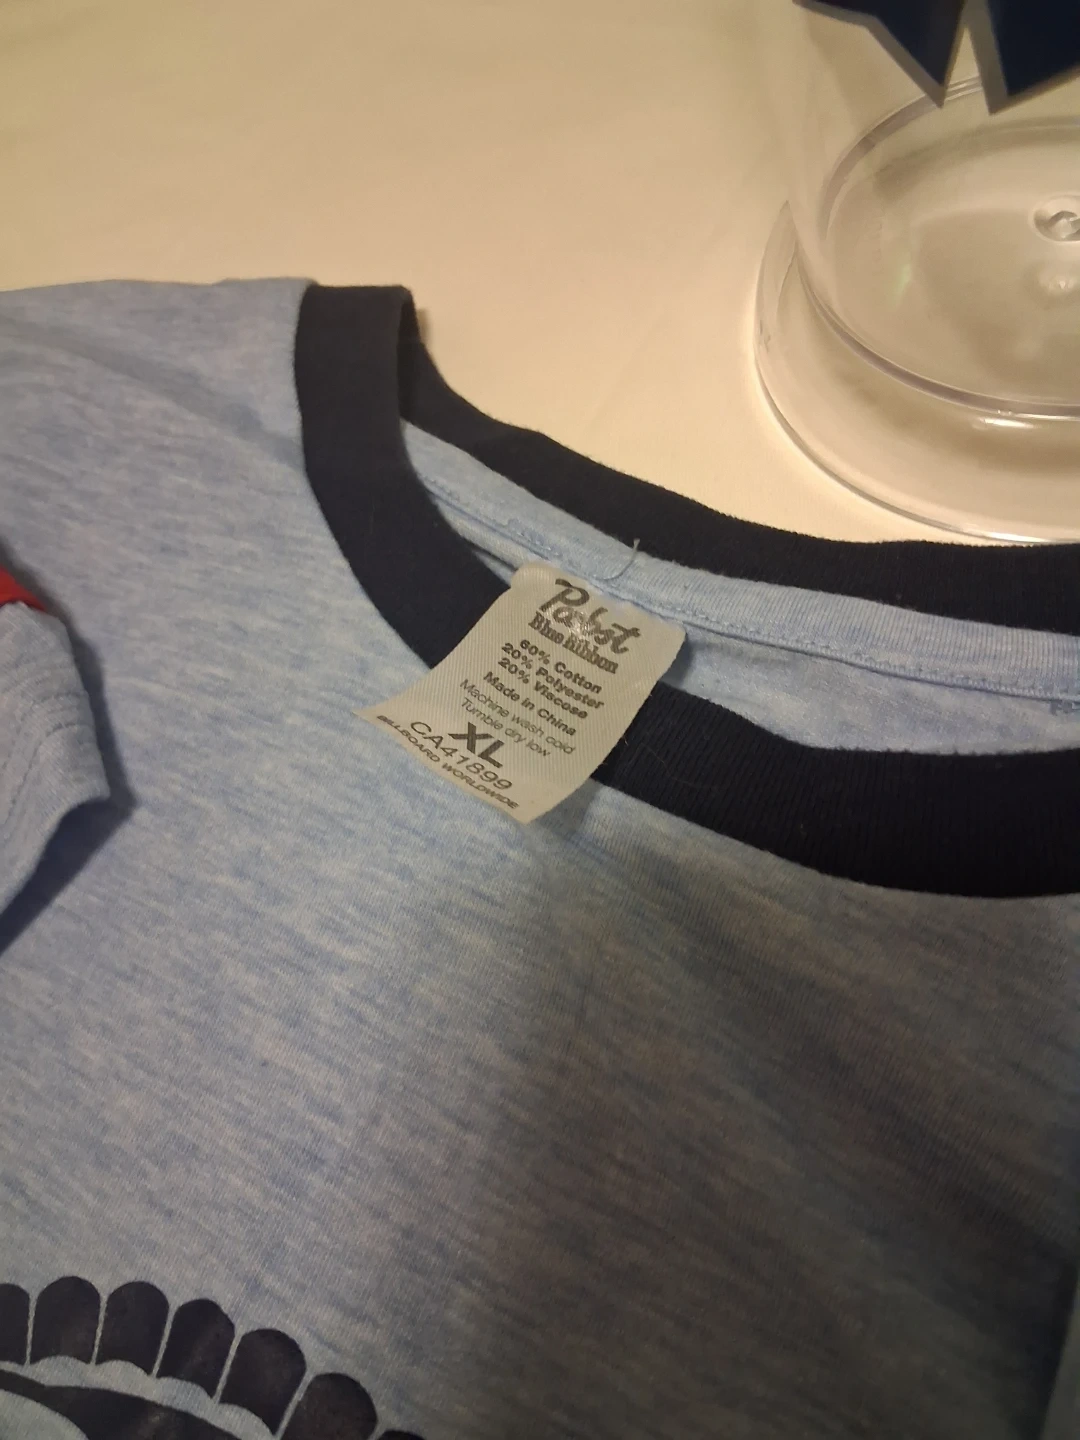 Pabst
Blue Ribbon
60% Cotton
20% Polyester
20% Viscose
Made in China
Machine wash cold
Tumble dry low
XL
CA41899
BILLBOARD WORLDWIDE